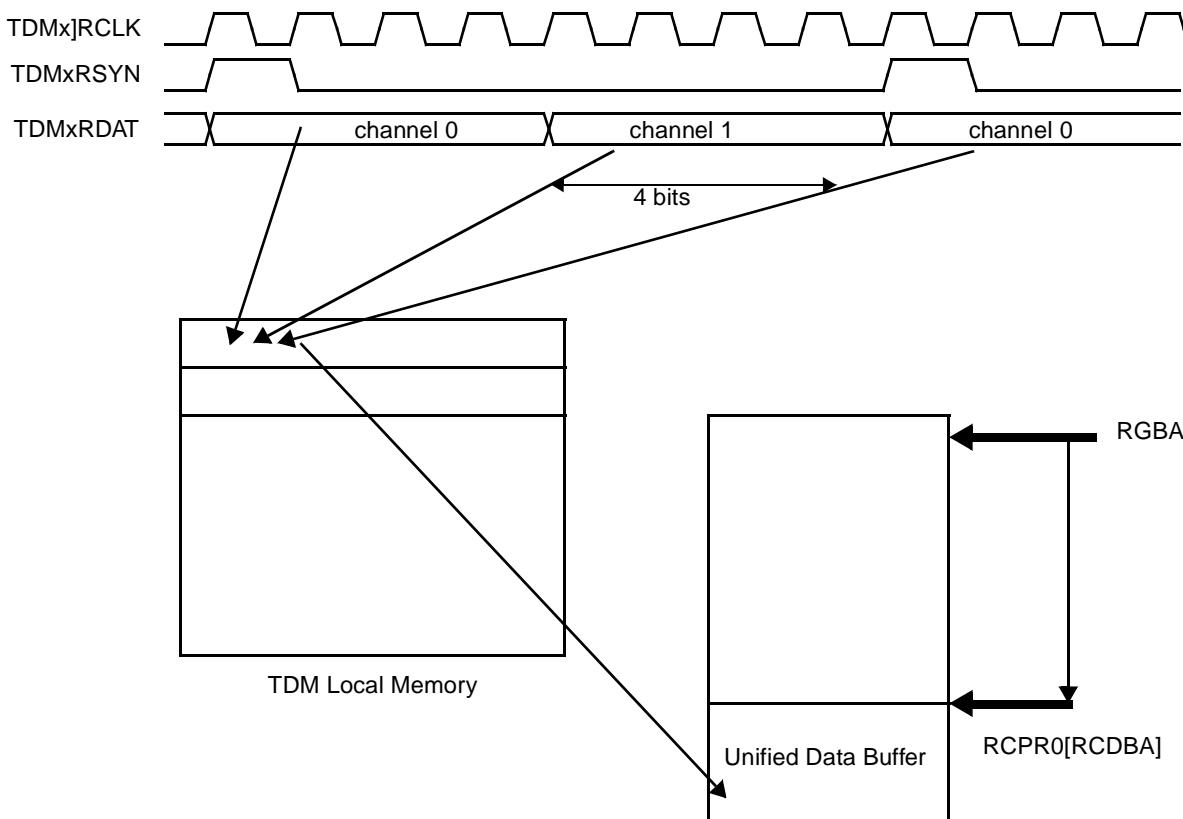 TDMx]RCLK
TDMxRSYN
TDMxRDAT
channel 0
channel 1
channel 0
4 bits
RGBA
TDM Local Memory
Unified Data Buffer
RCPR0[RCDBA]